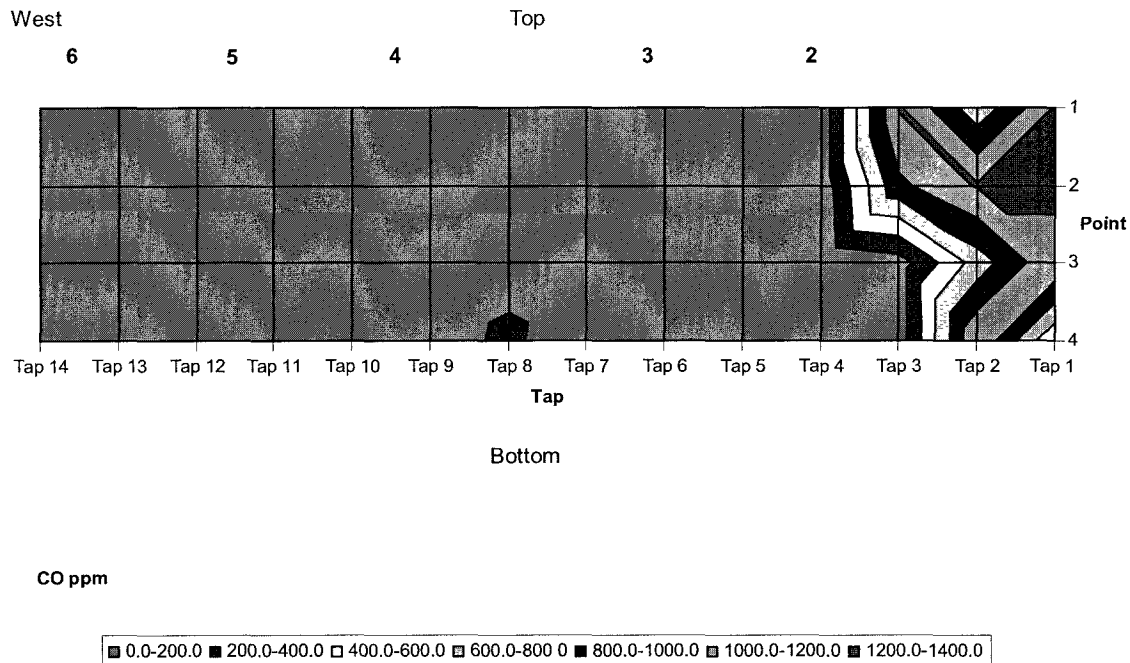 West Top
6 5 4 3 2
1
2
Point
3
4
Tap 14 Tap 13 Tap 12 Tap 11 Tap 10 Tap 9 Tap 8 Tap 7 Tap 6 Tap 5 Tap 4 Tap 3 Tap 2 Tap 1
Tap
Bottom
CO ppm
0.0-200.0 200.0-400.0 400.0-600.0 600.0-800 0 800.0-1000.0 1000.0-1200.0 1200.0-1400.0